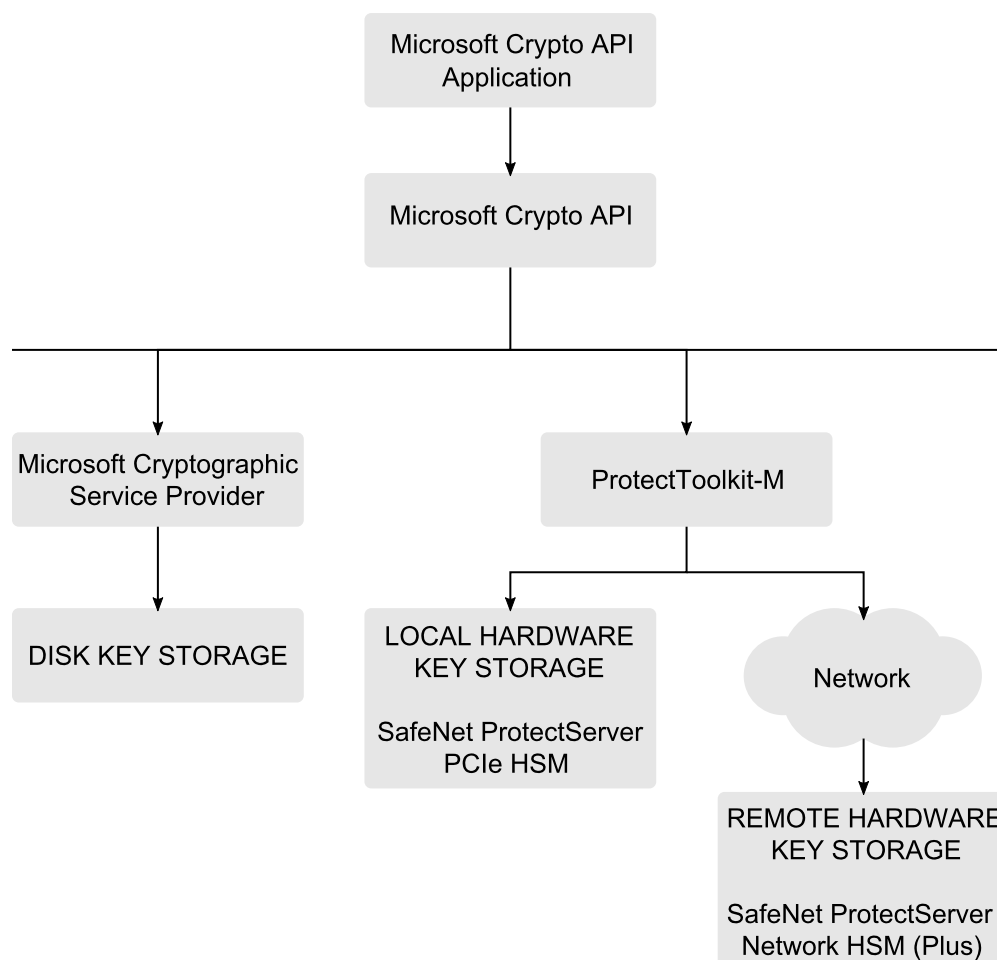 Microsoft Crypto API
Application
Microsoft Crypto API
Microsoft Cryptographic
Service Provider
ProtectToolkit-M
DISK KEY STORAGE
LOCAL HARDWARE
KEY STORAGE
SafeNet ProtectServer
PCIe HSM
Network
REMOTE HARDWARE
KEY STORAGE
SafeNet ProtectServer
Network HSM (Plus)